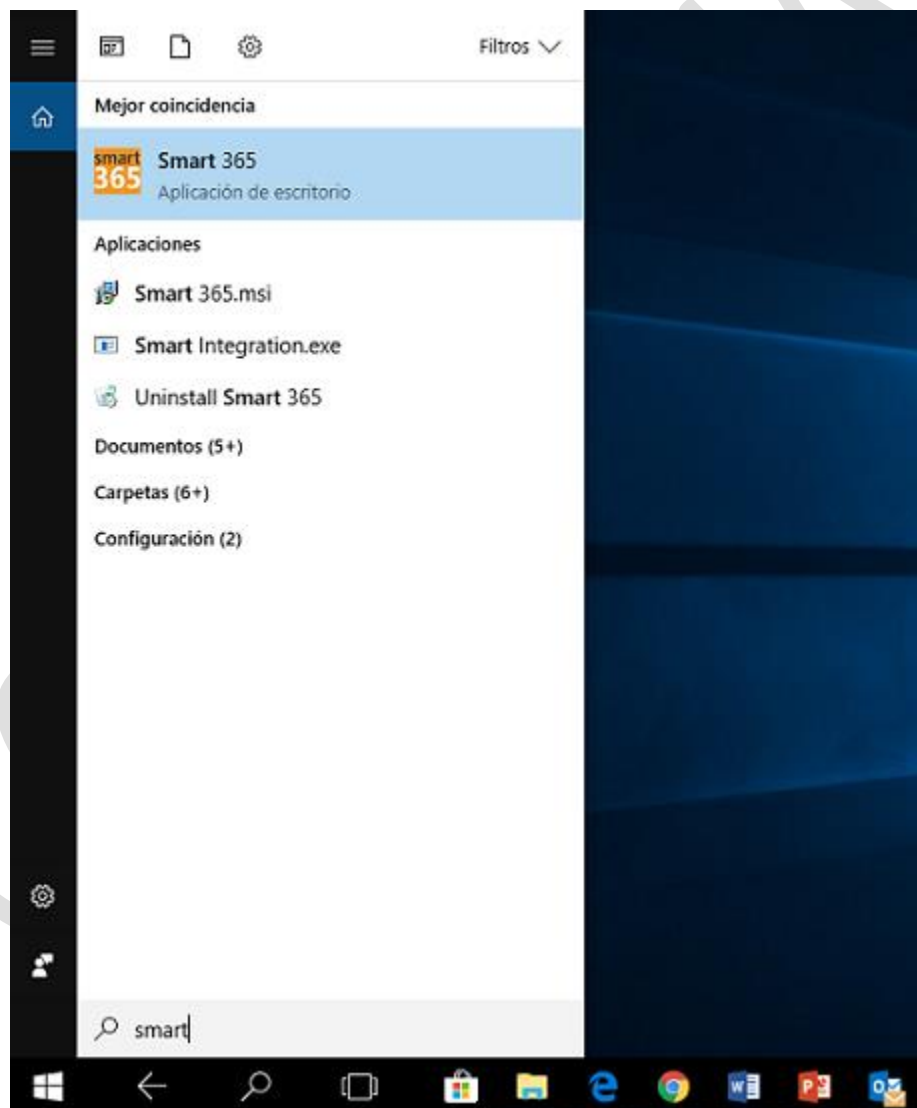 Filtros
Mejor coincidencia
smart
365
Smart 365
Aplicación de escritorio
Aplicaciones
Smart 365.msi
Smart Integration.exe
Uninstall Smart 365
Documentos (5+)
Carpetas (6+)
Configuración (2)
smart